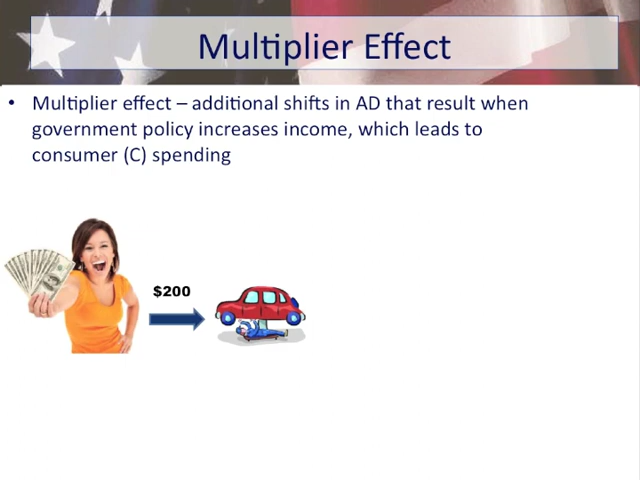 Multiplier Effect
• Multiplier effect – additional shifts in AD that result when
government policy increases income, which leads to
consumer (C) spending
$200